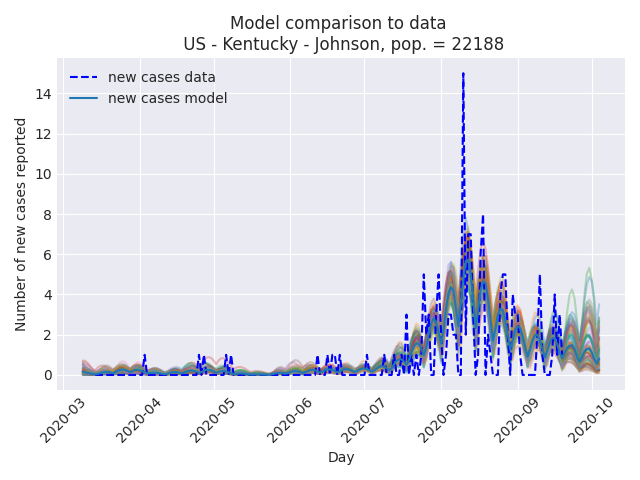 Model comparison to data
US - Kentucky - Johnson, pop. = 22188
new cases data
new cases model
Number of new cases reported
14
12
10
8
6
4
2
0
2020-03
2020-04
2020-05
2020-06
2020-07
2020-08
2020-09
2020-10
Day